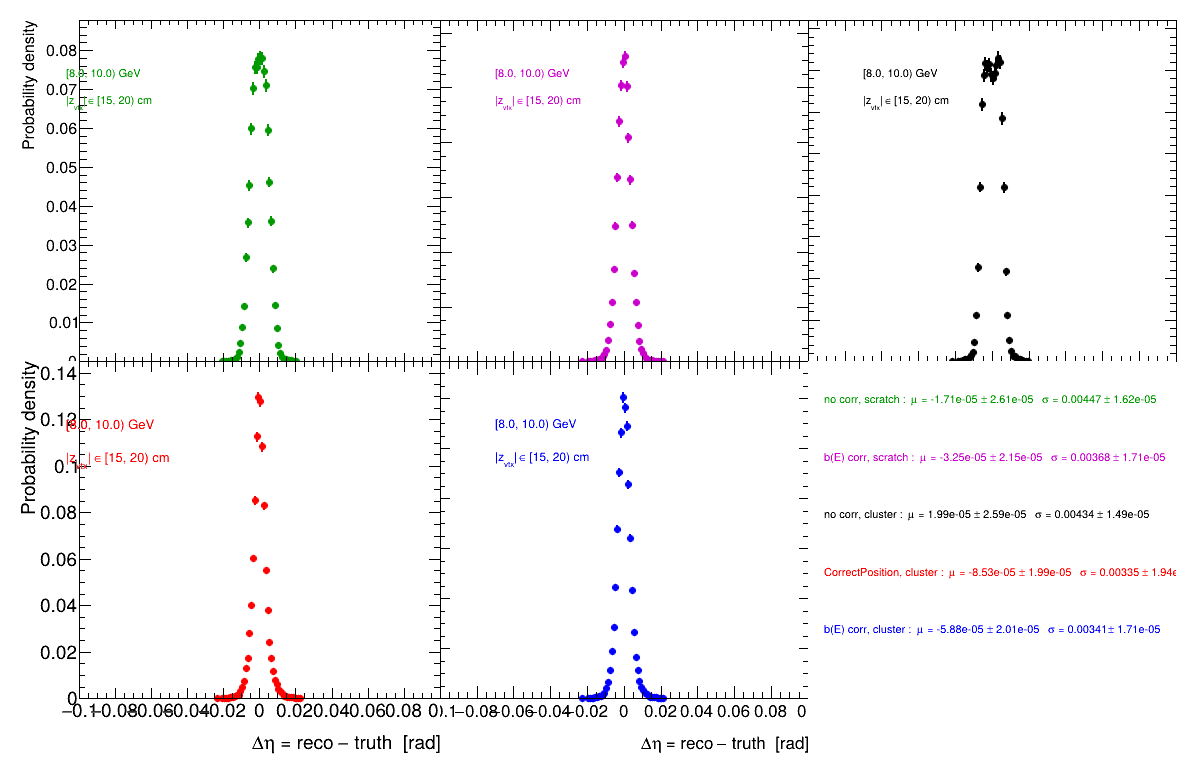 Probability density
0.08
0.07
0.06
0.05
0.04
0.03
0.02
0.01
0
[8.0, 10.0) GeV
|z_vtx| ∈ [15, 20) cm
[8.0, 10.0) GeV
|z_vtx| ∈ [15, 20) cm
[8.0, 10.0) GeV
|z_vtx| ∈ [15, 20) cm
Probability density
0.14
0.12
0.1
0.08
0.06
0.04
0.02
0
[8.0, 10.0) GeV
|z_vtx| ∈ [15, 20) cm
−0.1 −0.08 −0.06 −0.04 −0.02 0 0.02 0.04 0.06 0.08 0.1
Δη = reco − truth [rad]
[8.0, 10.0) GeV
|z_vtx| ∈ [15, 20) cm
−0.08 −0.06 −0.04 −0.02 0 0.02 0.04 0.06 0.08 0
Δη = reco − truth [rad]
no corr, scratch : μ = -1.71e-05 ± 2.61e-05 σ = 0.00447 ± 1.62e-05
b(E) corr, scratch : μ = -3.25e-05 ± 2.15e-05 σ = 0.00368 ± 1.71e-05
no corr, cluster : μ = 1.99e-05 ± 2.59e-05 σ = 0.00434 ± 1.49e-05
CorrectPosition, cluster : μ = -8.53e-05 ± 1.99e-05 σ = 0.00335 ± 1.94e
b(E) corr, cluster : μ = -5.88e-05 ± 2.01e-05 σ = 0.00341 ± 1.71e-05